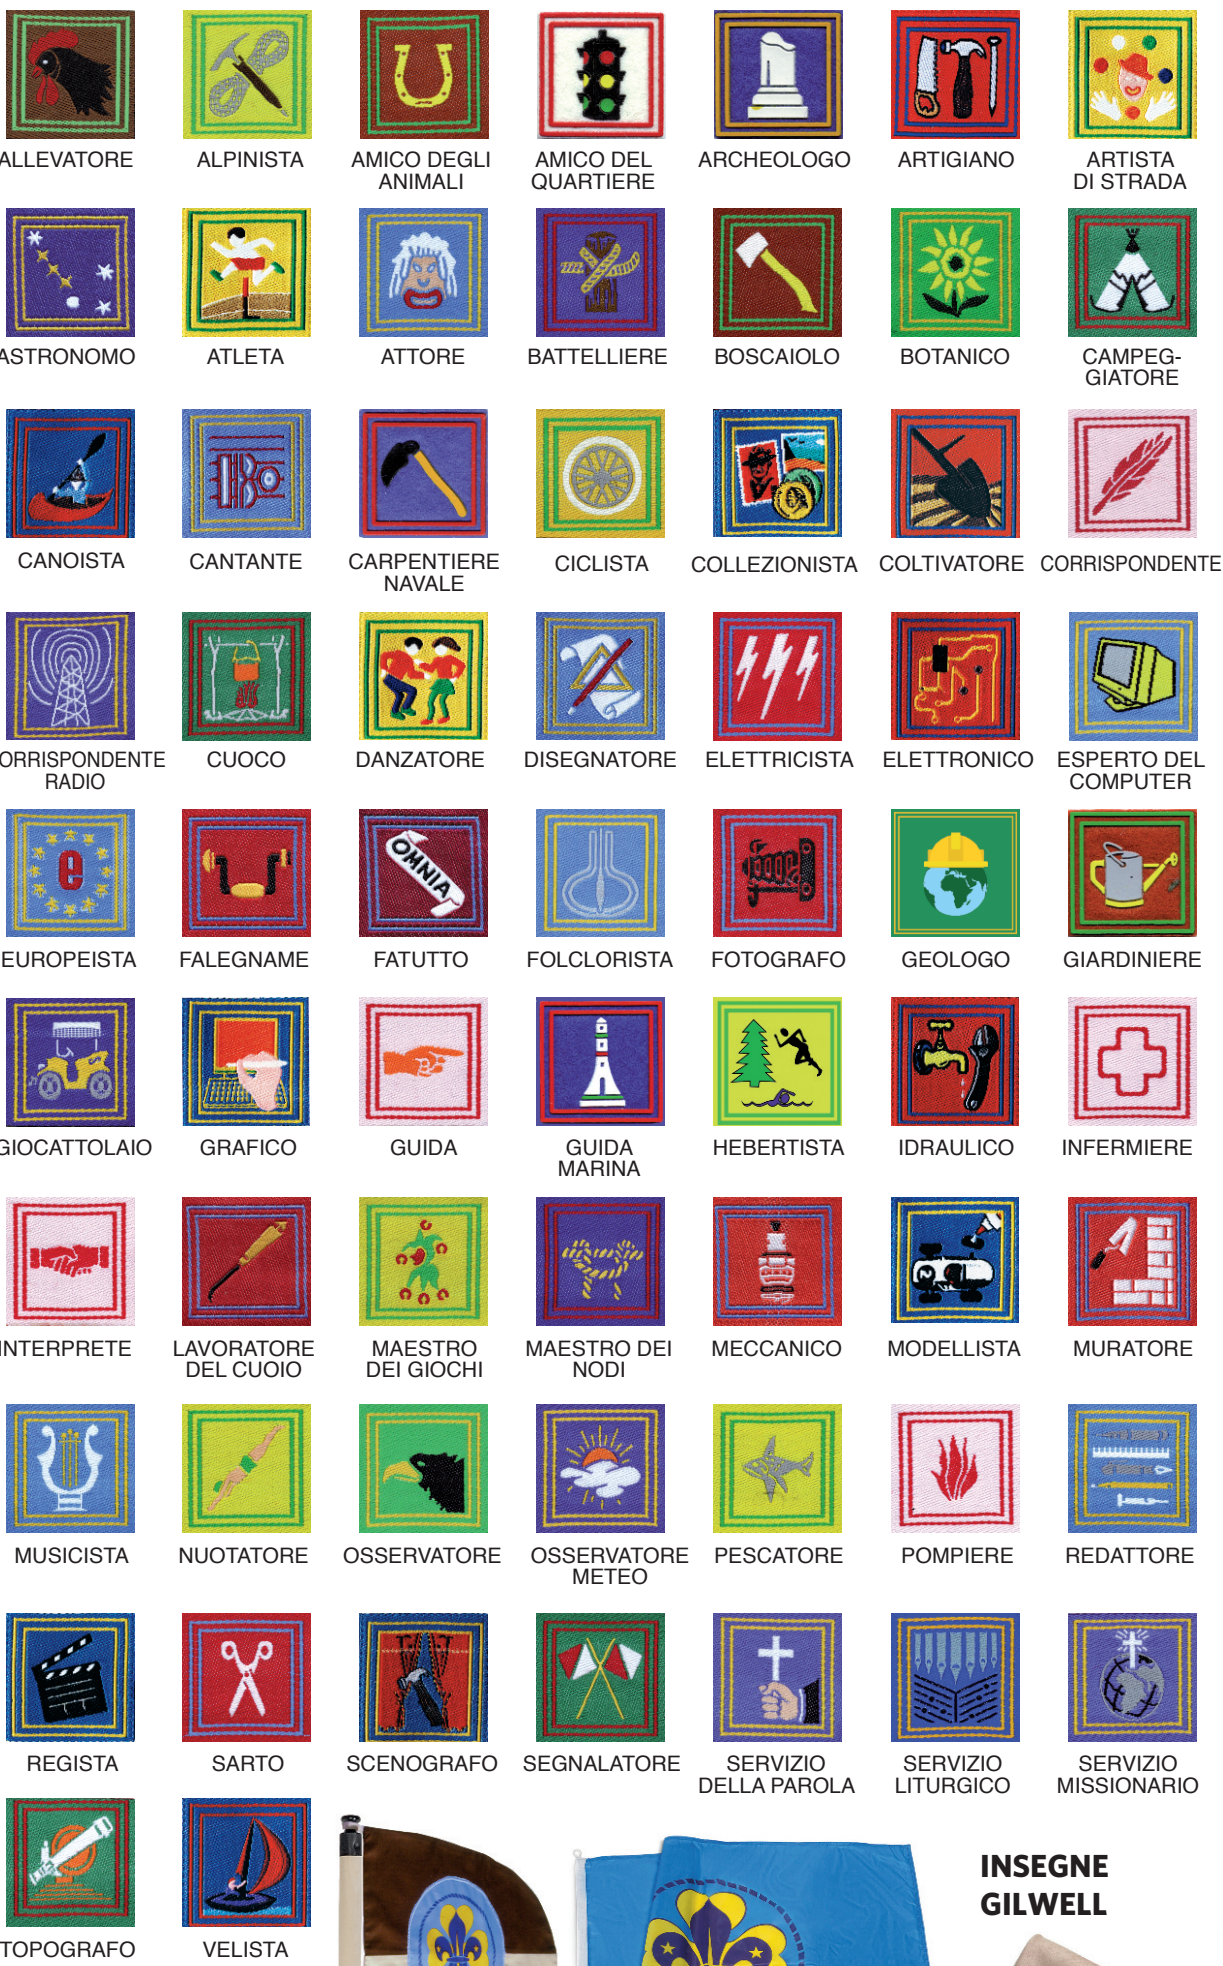 ALLEVATORE
ALPINISTA
AMICO DEGLI
ANIMALI
AMICO DEL
QUARTIERE
ARCHEOLOGO
ARTIGIANO
ARTISTA
DI STRADA
ASTRONOMO
ATLETA
ATTORE
BATTELLIERE
BOSCAIOLO
BOTANICO
CAMPEG-
GIATORE
CANOISTA
CANTANTE
CARPENTIERE
NAVALE
CICLISTA
COLLEZIONISTA
COLTIVATORE
CORRISPONDENTE
ORRISPONDENTE
RADIO
CUOCO
DANZATORE
DISEGNATORE
ELETTRICISTA
ELETTRONICO
ESPERTO DEL
COMPUTER
e
OMNIA
EUROPEISTA
FALEGNAME
FATUTTO
FOLCLORISTA
FOTOGRAFO
GEOLOGO
GIARDINIERE
GIOCATTOLAIO
GRAFICO
GUIDA
GUIDA
MARINA
HEBERTISTA
IDRAULICO
INFERMIERE
2
INTERPRETE
LAVORATORE
DEL CUOIO
MAESTRO
DEI GIOCHI
MAESTRO DEI
NODI
MECCANICO
MODELLISTA
MURATORE
MUSICISTA
NUOTATORE
OSSERVATORE
OSSERVATORE
METEO
PESCATORE
POMPIERE
REDATTORE
REGISTA
SARTO
SCENOGRAFO
SEGNALATORE
SERVIZIO
DELLA PAROLA
SERVIZIO
LITURGICO
SERVIZIO
MISSIONARIO
TOPOGRAFO
VELISTA
INSEGNE
GILWELL